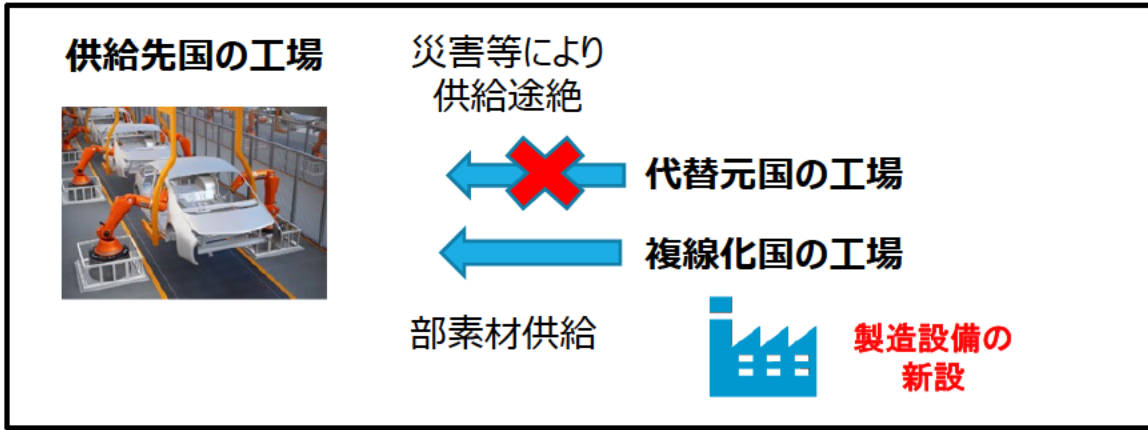 供給先国の工場
災害等により
供給途絶
代替元国の工場
複線化国の工場
部素材供給
製造設備の
新設